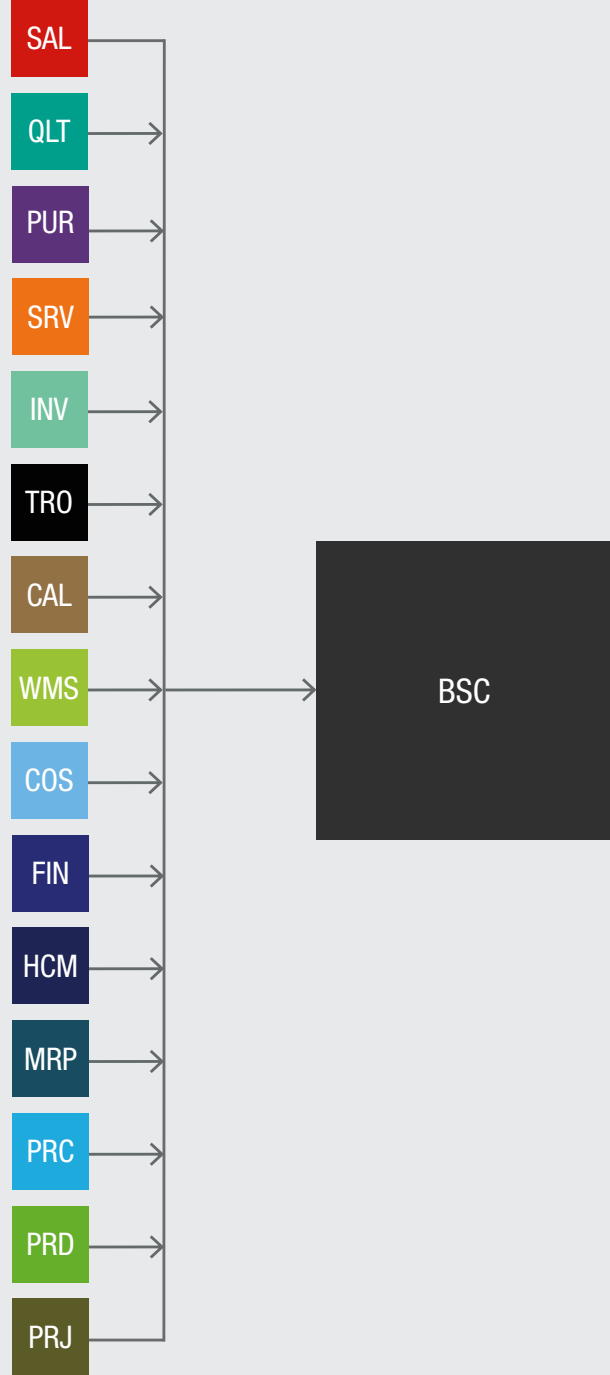 SAL
QLT
PUR
SRV
INV
TRO
CAL
WMS
BSC
COS
FIN
HCM
MRP
PRC
PRD
PRJ